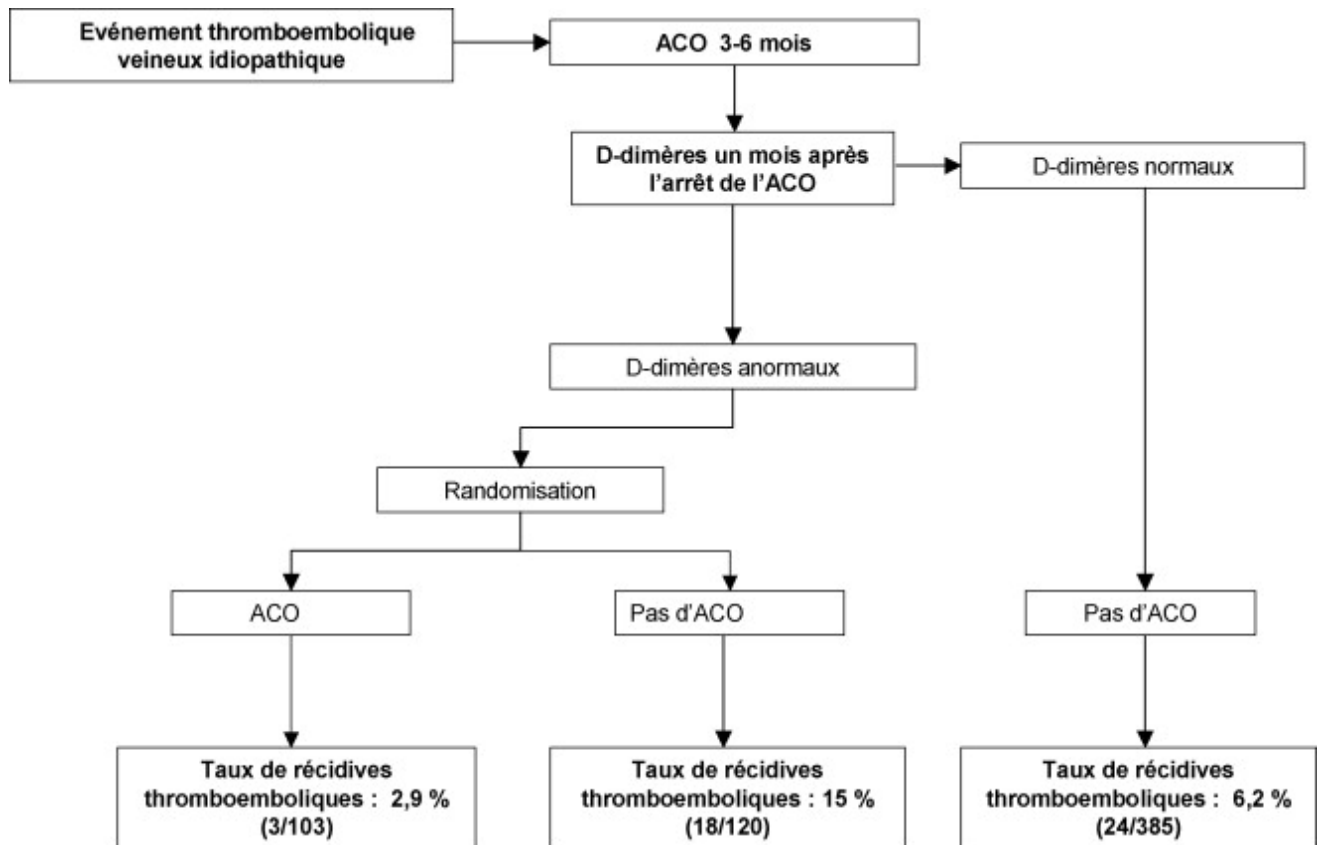 Evénement thromboembolique
veineux idiopathique
ACO 3-6 mois
D-dimères un mois après
l'arrêt de l'ACO
D-dimères normaux
D-dimères anormaux
Randomisation
ACO
Pas d'ACO
Pas d'ACO
Taux de récidives
thromboemboliques : 2,9 %
(3/103)
Taux de récidives
thromboemboliques : 15 %
(18/120)
Taux de récidives
thromboemboliques : 6,2 %
(24/385)